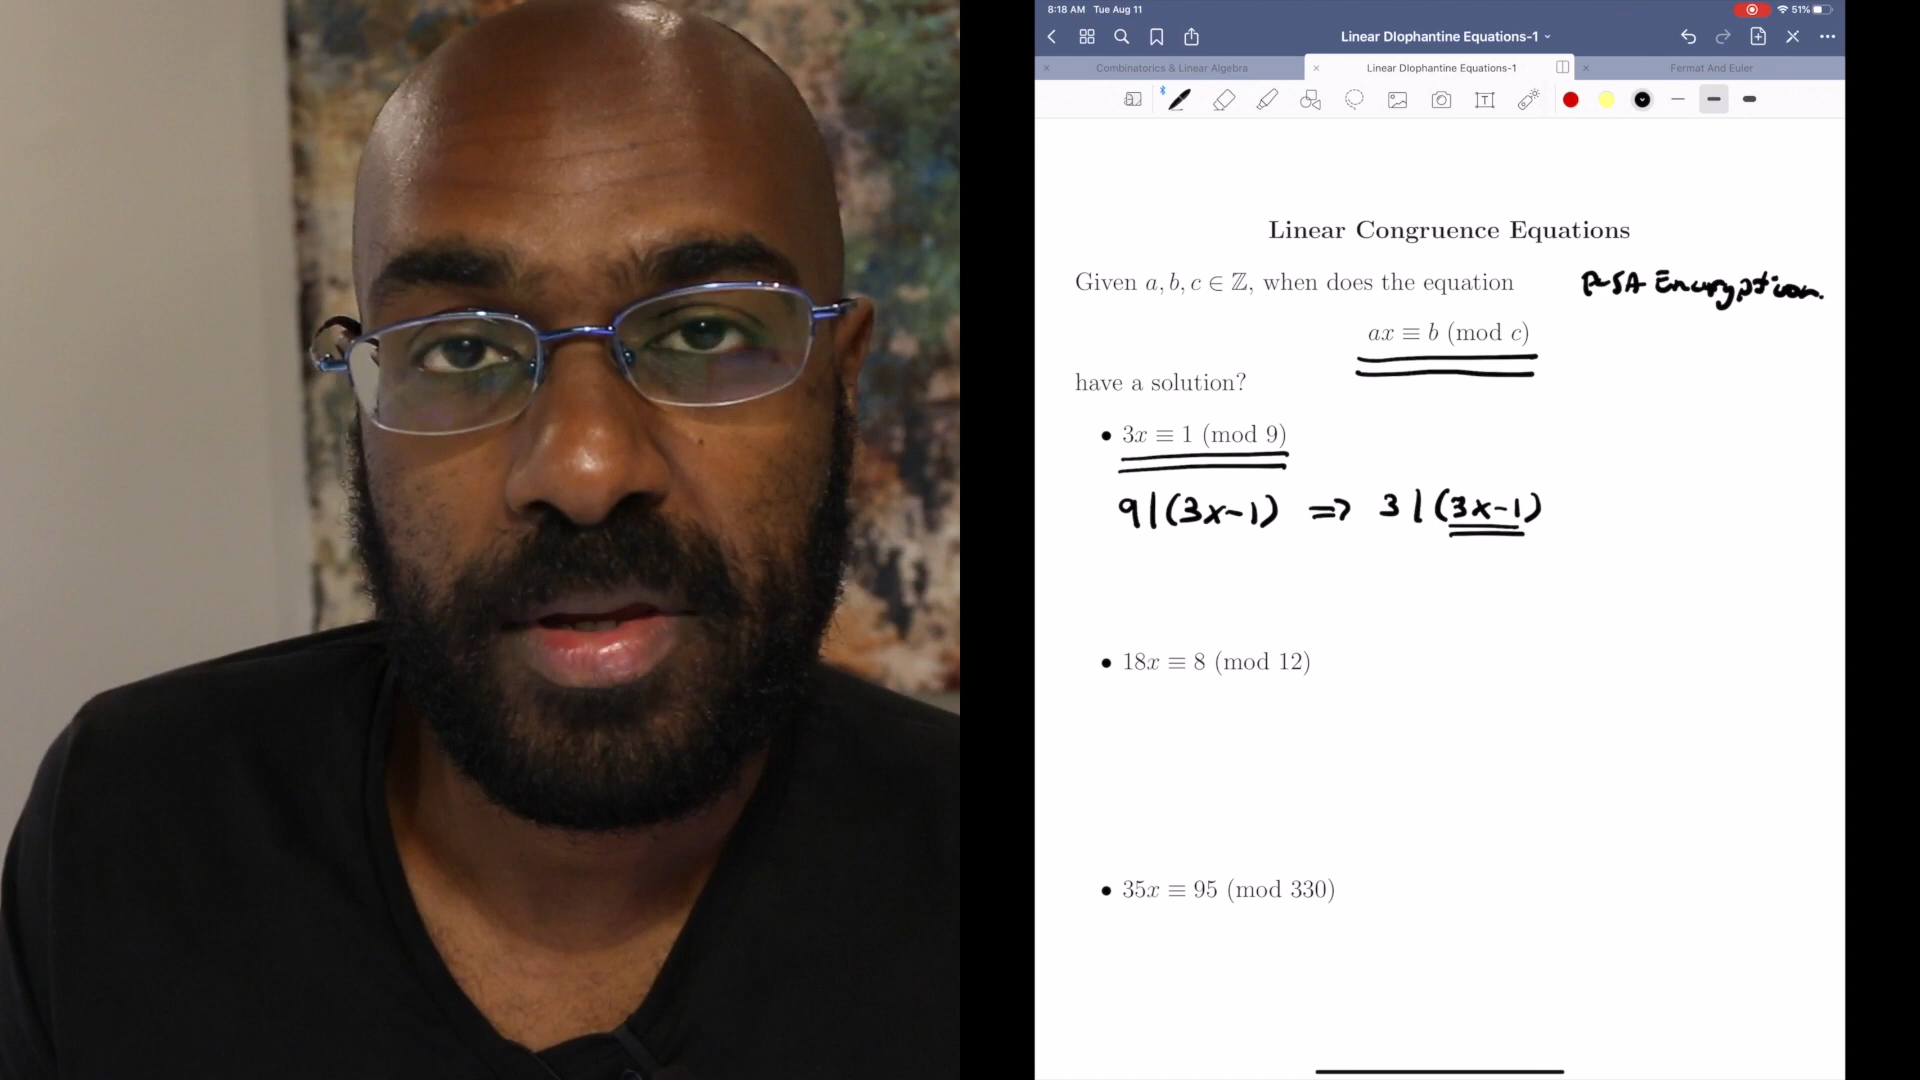 8:18 AM Tue Aug 11
51%
Linear DIophantine Equations-1
Combinatorics & Linear Algebra
Linear DIophantine Equations-1
Fermat And Euler
Linear Congruence Equations
Given a, b, c ∈ ℤ, when does the equation
RSA Encryption.
ax ≡ b (mod c)
have a solution?
• 3x ≡ 1 (mod 9)
9|(3x-1) ⇒ 3|(3x-1)
• 18x ≡ 8 (mod 12)
• 35x ≡ 95 (mod 330)